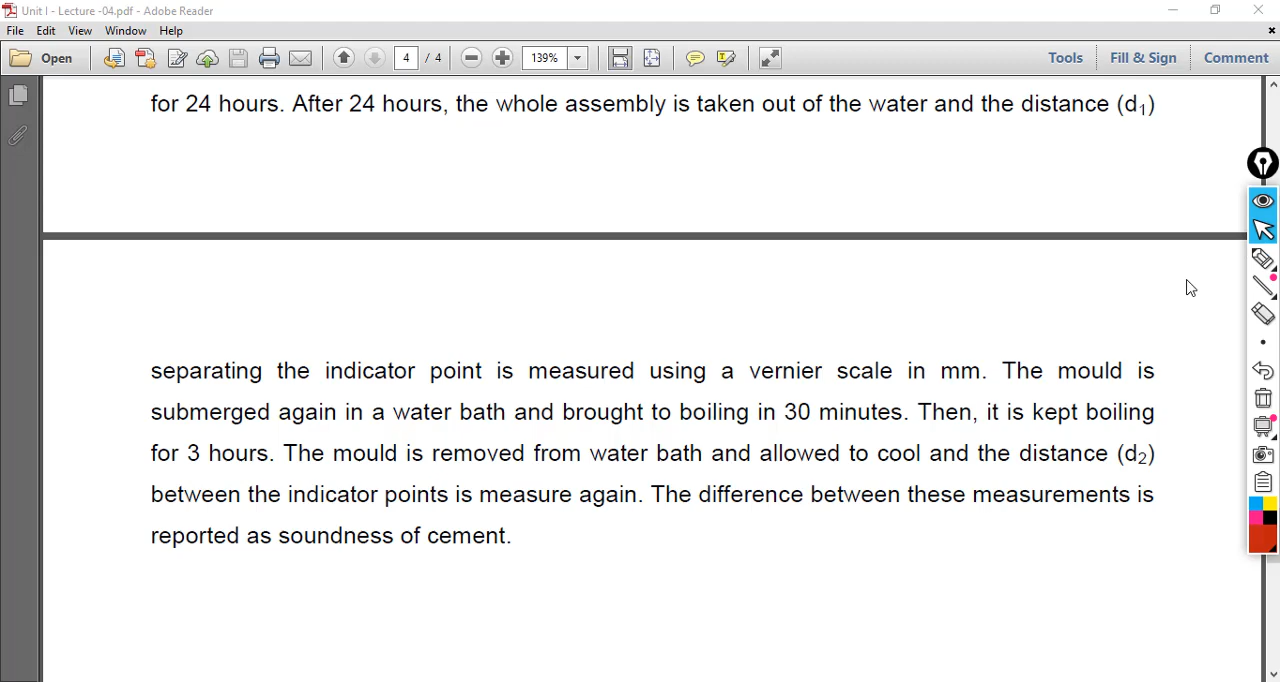 Unit I - Lecture -04.pdf - Adobe Reader
File Edit View Window Help
Open 4 / 4 139% Tools Fill & Sign Comment
for 24 hours. After 24 hours, the whole assembly is taken out of the water and the distance (d₁)
separating the indicator point is measured using a vernier scale in mm. The mould is
submerged again in a water bath and brought to boiling in 30 minutes. Then, it is kept boiling
for 3 hours. The mould is removed from water bath and allowed to cool and the distance (d₂)
between the indicator points is measure again. The difference between these measurements is
reported as soundness of cement.